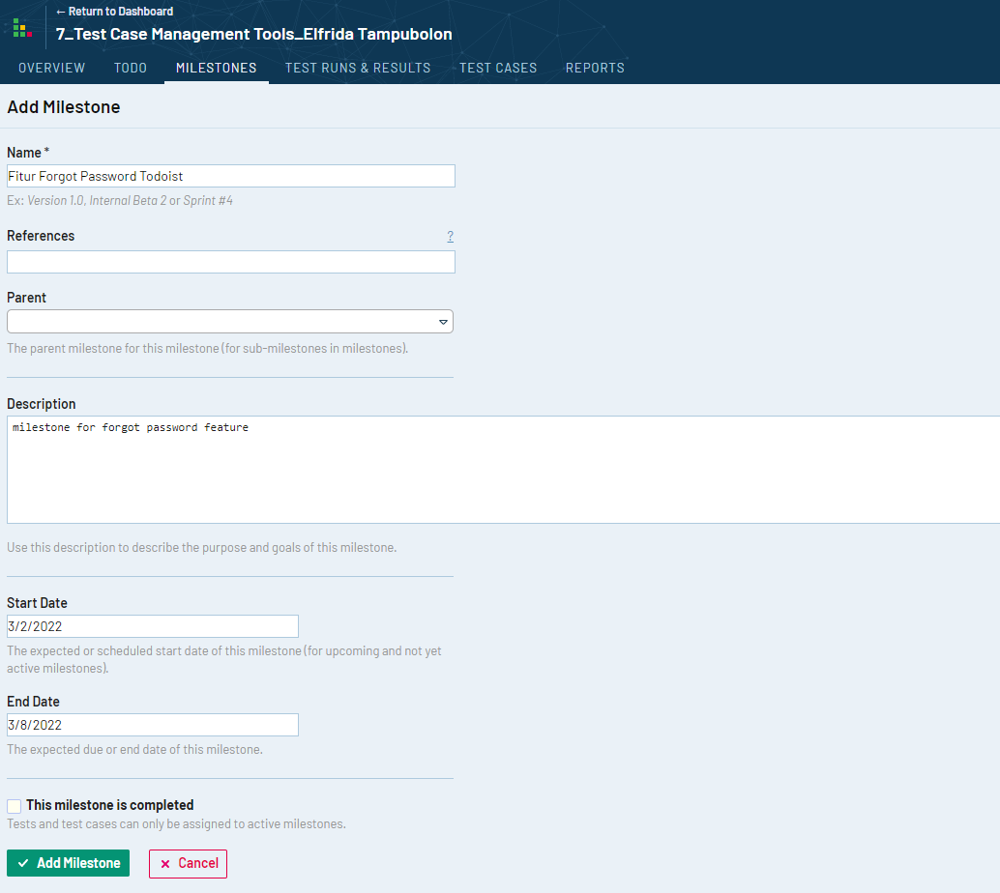 ← Return to Dashboard
7_Test Case Management Tools_Elfrida Tampubolon
OVERVIEW TODO MILESTONES TEST RUNS & RESULTS TEST CASES REPORTS
Add Milestone
Name *
Fitur Forgot Password Todoist
Ex: Version 1.0, Internal Beta 2 or Sprint #4
References ?
Parent
The parent milestone for this milestone (for sub-milestones in milestones).
Description
milestone for forgot password feature
Use this description to describe the purpose and goals of this milestone.
Start Date
3/2/2022
The expected or scheduled start date of this milestone (for upcoming and not yet
active milestones).
End Date
3/8/2022
The expected due or end date of this milestone.
This milestone is completed
Tests and test cases can only be assigned to active milestones.
Add Milestone Cancel